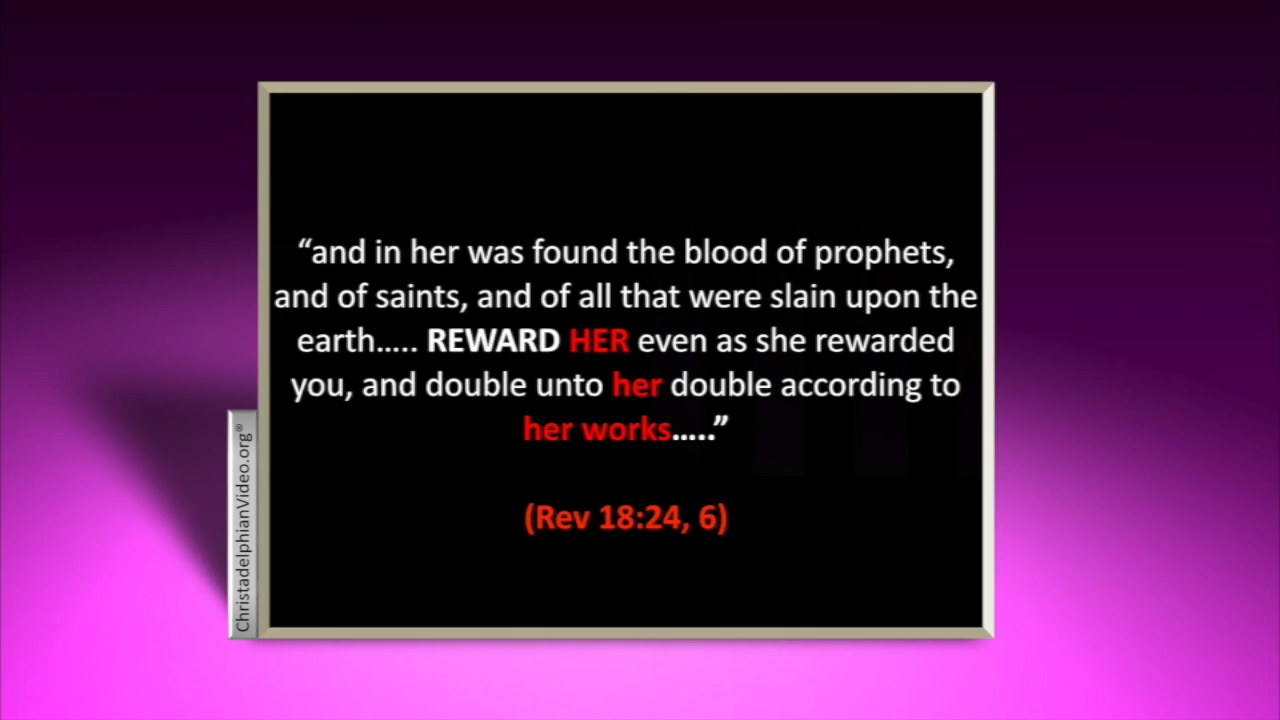 “and in her was found the blood of prophets,
and of saints, and of all that were slain upon the
earth….. REWARD HER even as she rewarded
you, and double unto her double according to
her works…..”
(Rev 18:24, 6)
ChristadelphianVideo.org®